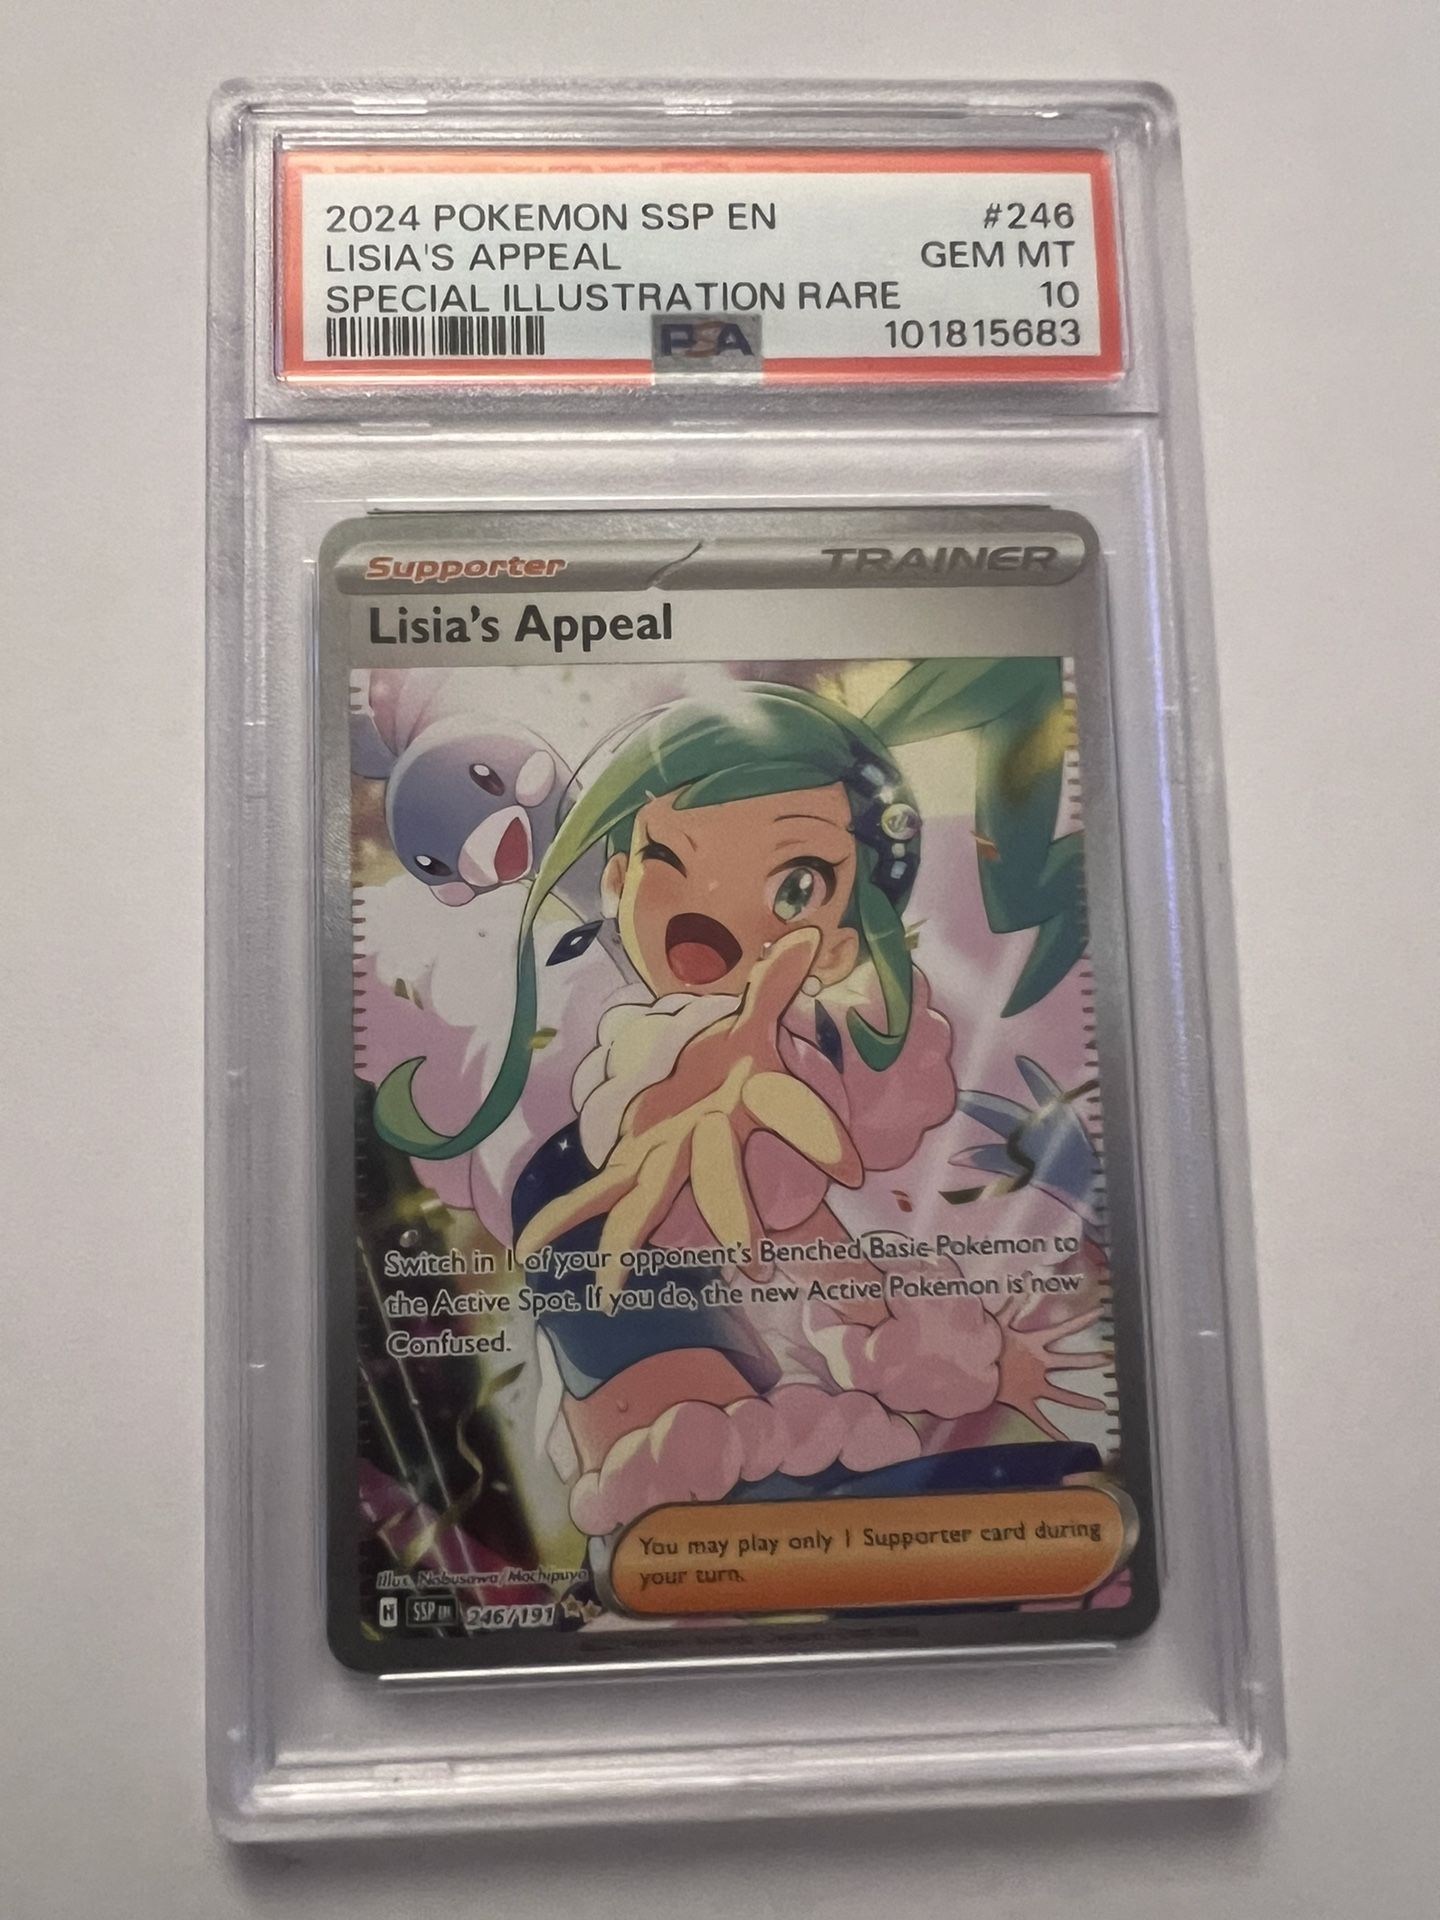 2024 POKEMON SSP EN #246
LISIA'S APPEAL GEM MT
SPECIAL ILLUSTRATION RARE 10
PSA 101815683
Supporter TRAINER
Lisia's Appeal
Switch in 1 of your opponent's Benched Basic Pokémon to
the Active Spot. If you do, the new Active Pokémon is now
Confused.
You may play only 1 Supporter card during
your turn.
Illus. Nabusawa/Mochipuyo
H SSP EN 246/191